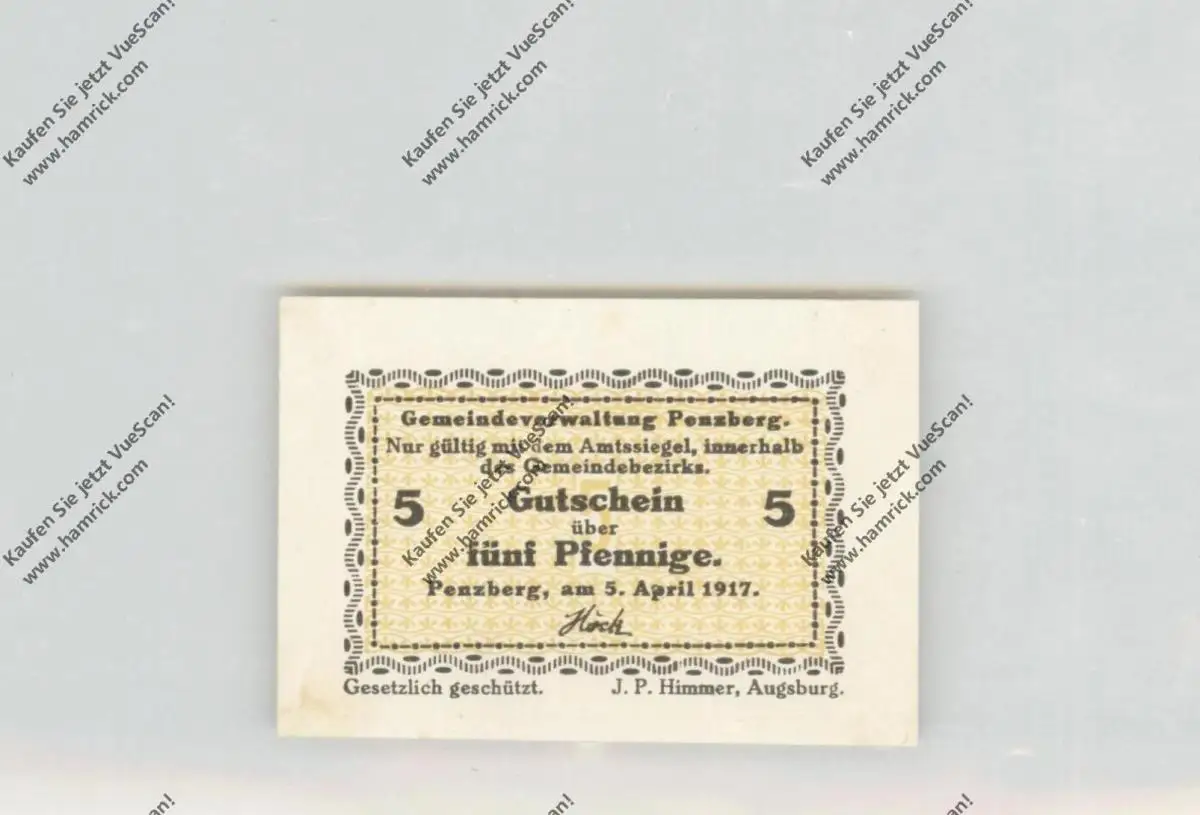 Kaufen Sie jetzt VueScan!
www.hamrick.com
Kaufen Sie jetzt VueScan!
www.hamrick.com
Kaufen Sie jetzt VueScan!
www.hamrick.com
Gemeindeverwaltung Penzberg.
Nur gültig mit dem Amtssiegel, innerhalb
des Gemeindebezirks.
5 Gutschein 5
über
fünf Pfennige.
Penzberg, am 5. April 1917.
Höck
Gesetzlich geschützt. J. P. Himmer, Augsburg.
Kaufen Sie jetzt VueScan!
www.hamrick.com
Kaufen Sie jetzt VueScan!
www.hamrick.com
Kaufen Sie jetzt VueScan!
www.hamrick.com